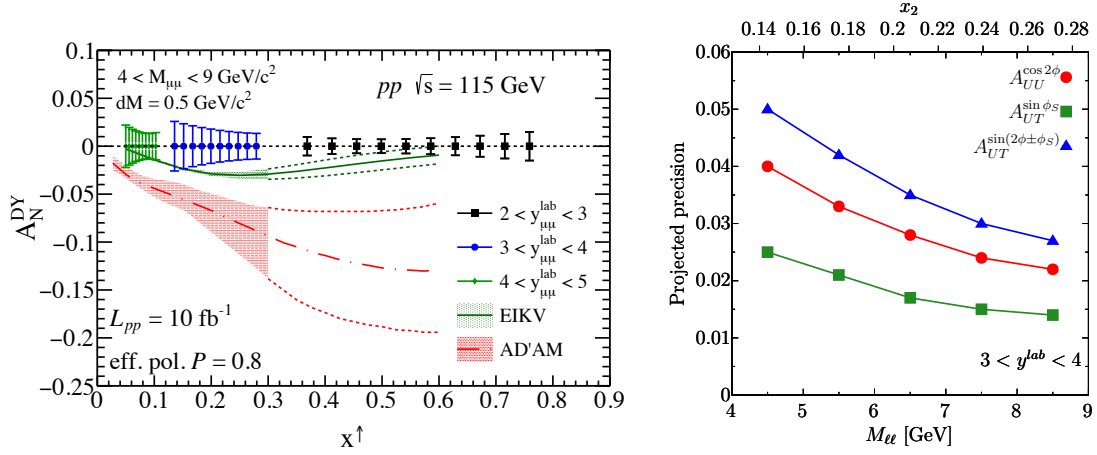 0.1
0.05
0
−0.05
−0.1
−0.15
−0.2
−0.25
A_N^DY
4 < M_μμ < 9 GeV/c²
dM = 0.5 GeV/c²
pp √s = 115 GeV
2 < y_μμ^lab < 3
3 < y_μμ^lab < 4
4 < y_μμ^lab < 5
EIKV
AD'AM
L_pp = 10 fb⁻¹
eff. pol. P = 0.8
0 0.1 0.2 0.3 0.4 0.5 0.6 0.7 0.8 0.9
x↑
x₂
0.14 0.16 0.18 0.2 0.22 0.24 0.26 0.28
0.06
0.05
0.04
0.03
0.02
0.01
0.00
Projected precision
A_UU^cos 2ϕ
A_UT^sin ϕ_S
A_UT^sin(2ϕ±ϕ_S)
3 < y^lab < 4
4 5 6 7 8 9
M_ℓℓ [GeV]